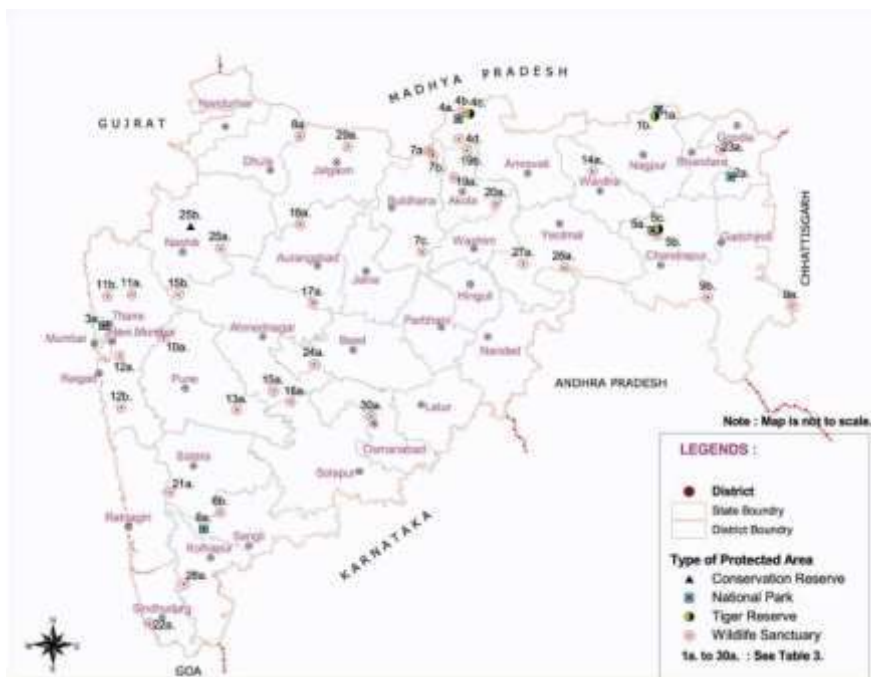 MADHYA PRADESH
GUJRAT
Nandurbar
4a. 4b. 4c.
1a.
1b.
Gondia
23a.
29a.
4d.
7a.
Dhule
Jalgaon
19b.
7b.
Amravati
14a.
Nagpur
Bhandara
2a.
Buldhana
19a.
Akola
Wardha
20a.
25b.
16a.
5a.
5b.
Nashik
25a.
Yeotmal
Gadchiroli
CHHATTISGARH
Aurangabad
7c.
Washim
27a.
26a.
Chandrapur
11b. 11a.
15b.
Jalna
Hingoli
9b.
9a.
17a.
Thane
3a.
New Mumbai
Mumbai
Ahmednagar
Parbhani
10a.
Beed
Nanded
12a.
24a.
Raigad
ANDHRA PRADESH
Pune
15a.
12b.
13a.
18a.
30a.
Latur
Note : Map is not to scale.
Osmanabad
LEGENDS :
Satara
Solapur
District
21a.
State Boundry
6b.
District Boundry
Ratnagiri
6a.
KARNATAKA
Sangli
Kolhapur
Type of Protected Area
Conservation Reserve
28a.
National Park
Sindhudurg
Tiger Reserve
22a.
Wildlife Sanctuary
1a. to 30a. : See Table 3.
GOA